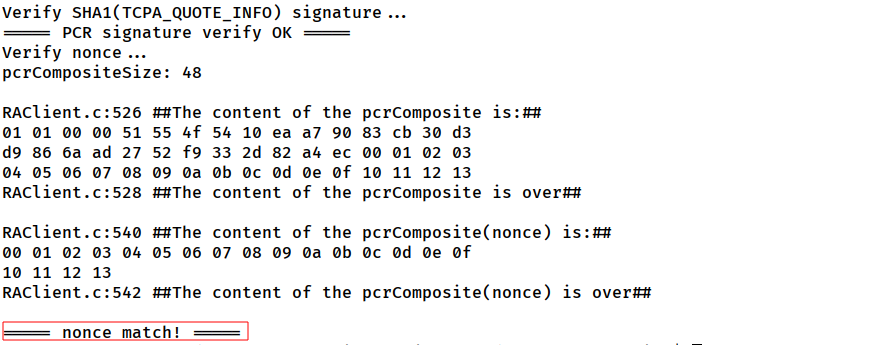 Verify SHA1(TCPA_QUOTE_INFO) signature...
===== PCR signature verify OK =====
Verify nonce...
pcrCompositeSize: 48
RAClient.c:526 ##The content of the pcrComposite is:##
01 01 00 00 51 55 4f 54 10 ea a7 90 83 cb 30 d3
d9 86 6a ad 27 52 f9 33 2d 82 a4 ec 00 01 02 03
04 05 06 07 08 09 0a 0b 0c 0d 0e 0f 10 11 12 13
RAClient.c:528 ##The content of the pcrComposite is over##
RAClient.c:540 ##The content of the pcrComposite(nonce) is:##
00 01 02 03 04 05 06 07 08 09 0a 0b 0c 0d 0e 0f
10 11 12 13
RAClient.c:542 ##The content of the pcrComposite(nonce) is over##
===== nonce match! =====